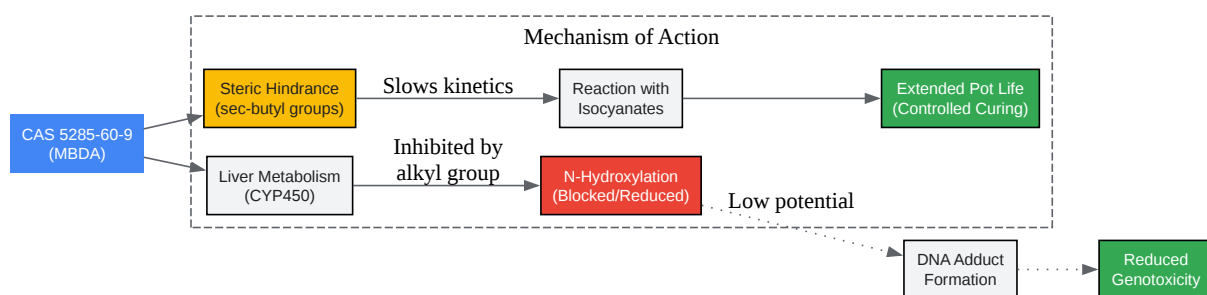 Mechanism of Action
CAS 5285-60-9
(MBDA)
Steric Hindrance
(sec-butyl groups)
Slows kinetics
Reaction with
Isocyanates
Extended Pot Life
(Controlled Curing)
Liver Metabolism
(CYP450)
Inhibited by
alkyl group
N-Hydroxylation
(Blocked/Reduced)
Low potential
DNA Adduct
Formation
Reduced
Genotoxicity